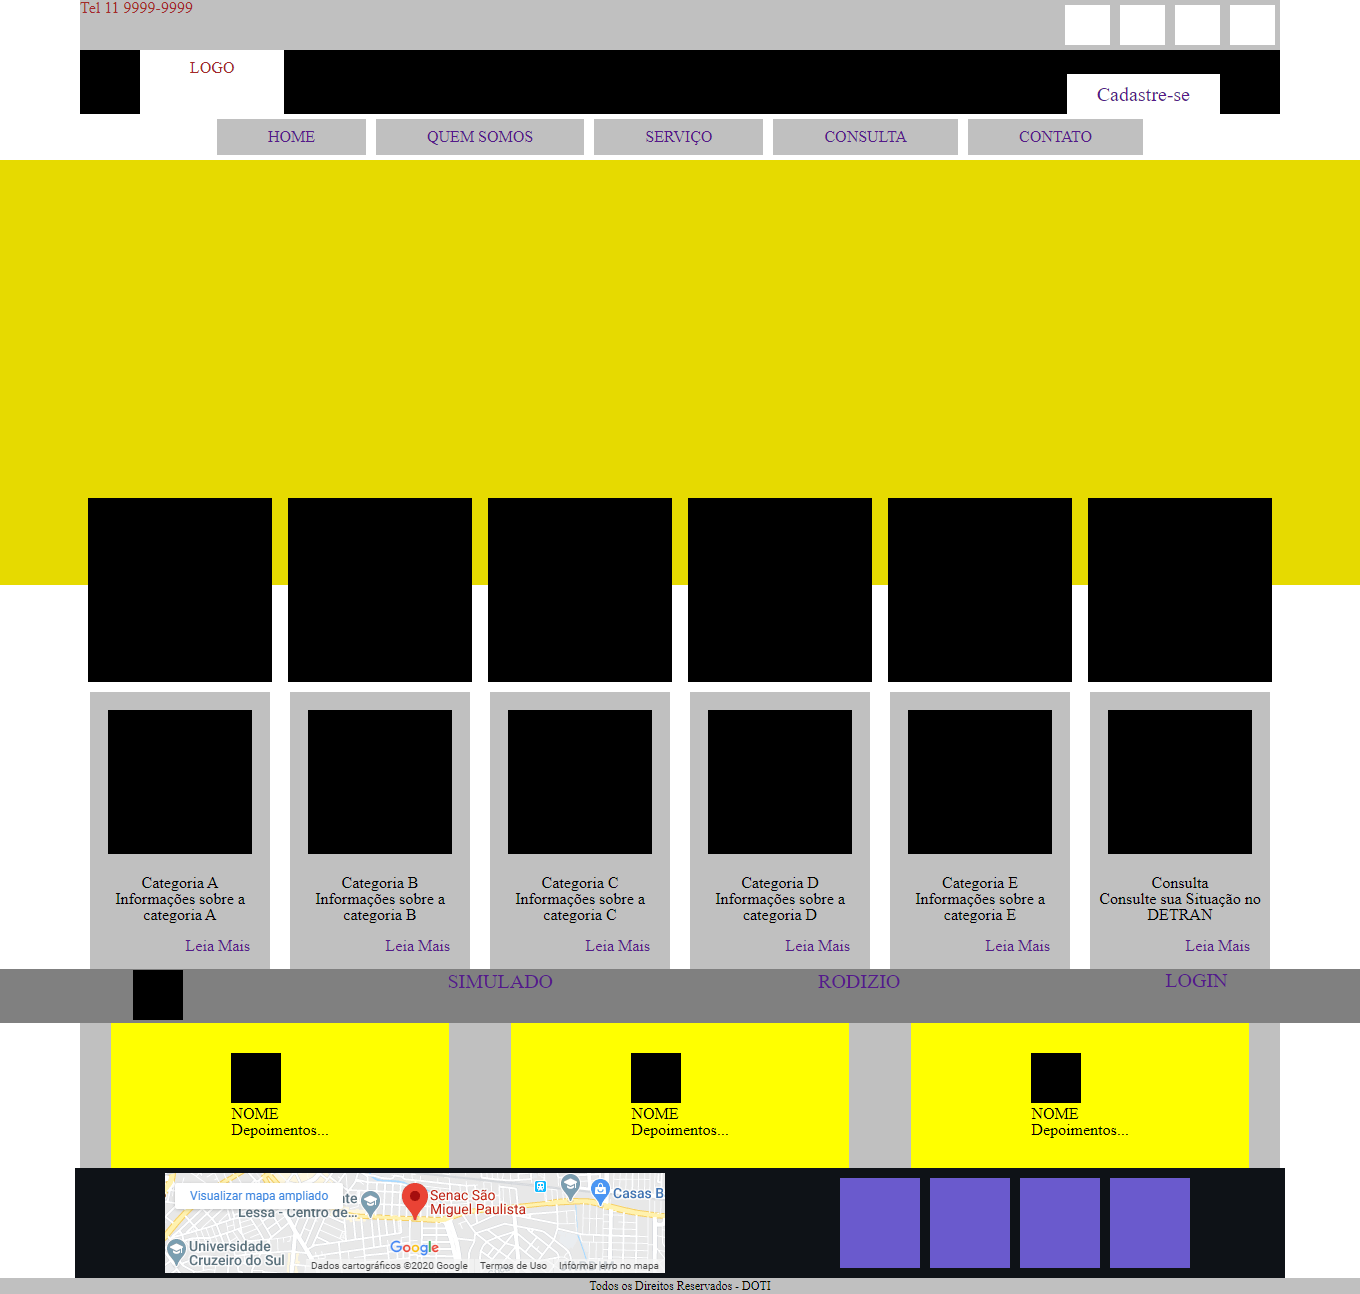 Tel 11 9999-9999
LOGO
Cadastre-se
HOME QUEM SOMOS SERVIÇO CONSULTA CONTATO
Categoria A
Informações sobre a
categoria A
Leia Mais
Categoria B
Informações sobre a
categoria B
Leia Mais
Categoria C
Informações sobre a
categoria C
Leia Mais
Categoria D
Informações sobre a
categoria D
Leia Mais
Categoria E
Informações sobre a
categoria E
Leia Mais
Consulta
Consulte sua Situação no
DETRAN
Leia Mais
SIMULADO RODIZIO LOGIN
NOME
Depoimentos...
NOME
Depoimentos...
NOME
Depoimentos...
Visualizar mapa ampliado
Lessa - Centro de...
Senac São
Miguel Paulista
Casas B
Universidade
Cruzeiro do Sul
Google
Dados cartográficos ©2020 Google Termos de Uso Informar erro no mapa
Todos os Direitos Reservados - DOTI